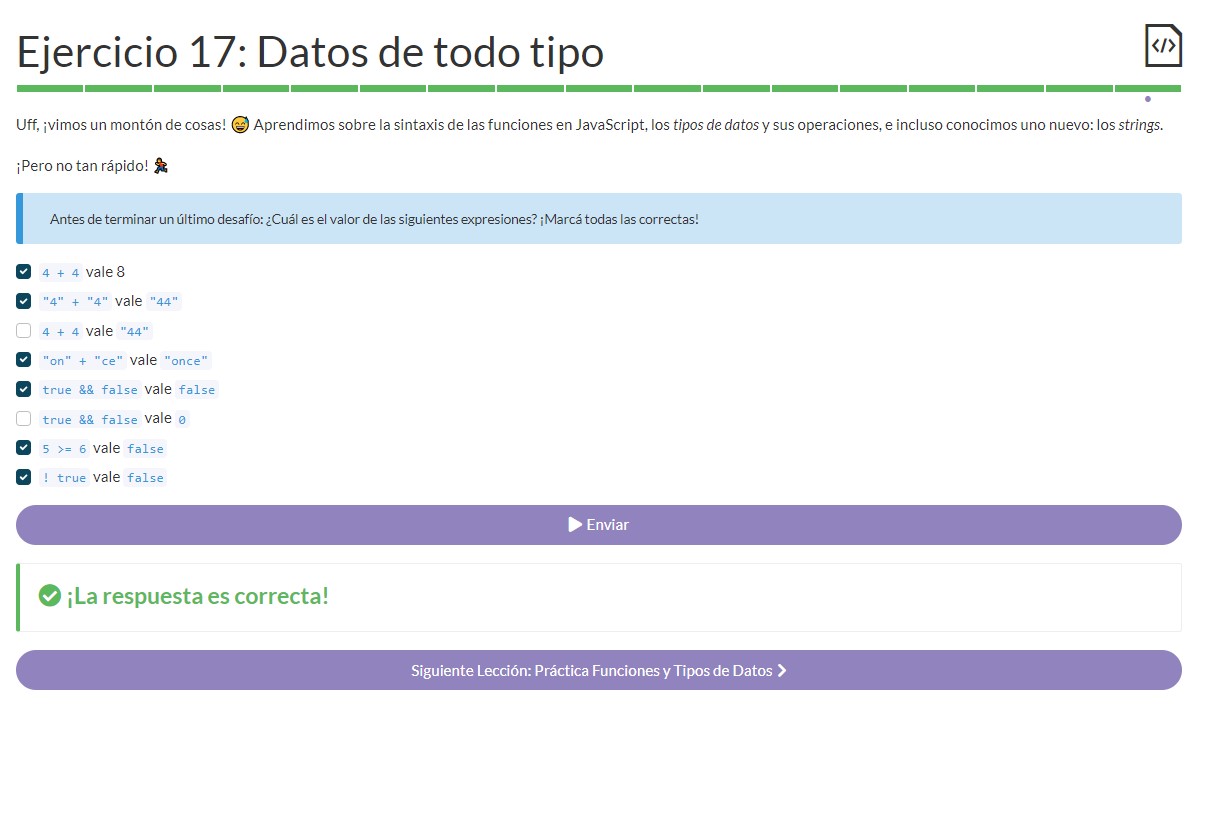 Ejercicio 17: Datos de todo tipo
</>
Uff, ¡vimos un montón de cosas! 😅 Aprendimos sobre la sintaxis de las funciones en JavaScript, los tipos de datos y sus operaciones, e incluso conocimos uno nuevo: los strings.
¡Pero no tan rápido! 🏃
Antes de terminar un último desafío: ¿Cuál es el valor de las siguientes expresiones? ¡Marcá todas las correctas!
4 + 4 vale 8
"4" + "4" vale "44"
4 + 4 vale "44"
"on" + "ce" vale "once"
true && false vale false
true && false vale 0
5 >= 6 vale false
! true vale false
Enviar
¡La respuesta es correcta!
Siguiente Lección: Práctica Funciones y Tipos de Datos